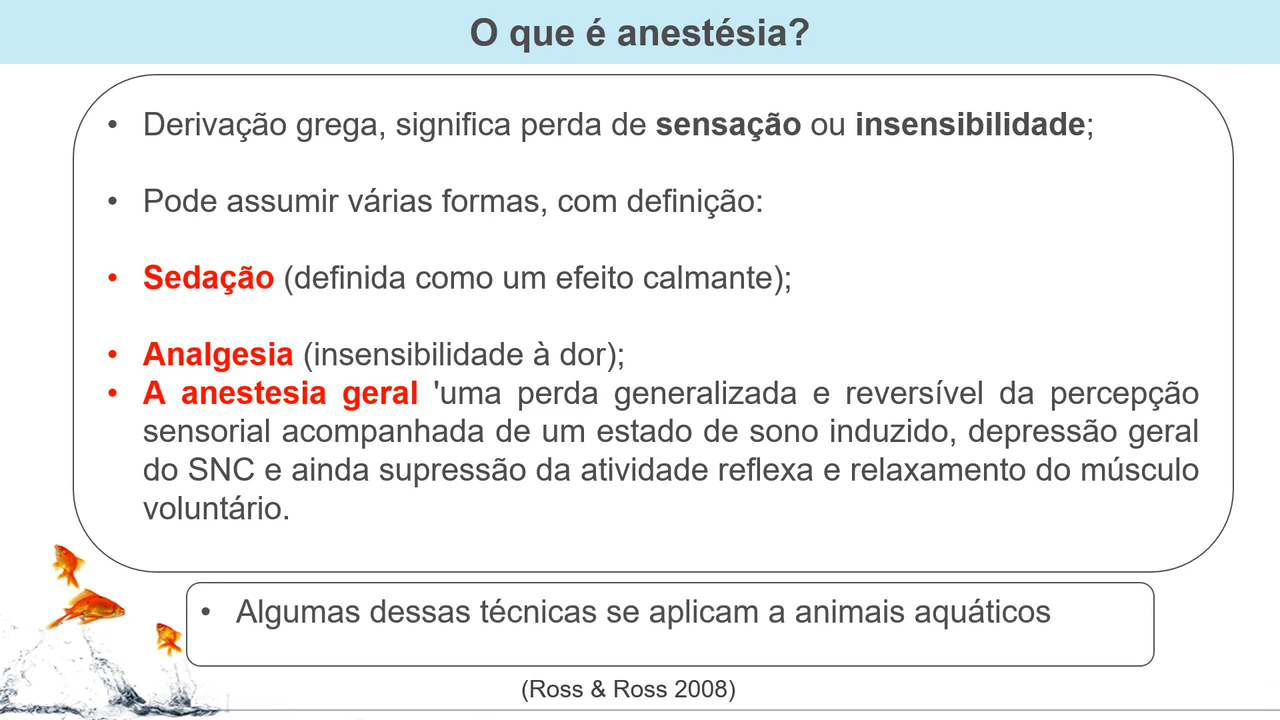 O que é anestésia?
• Derivação grega, significa perda de sensação ou insensibilidade;
• Pode assumir várias formas, com definição:
• Sedação (definida como um efeito calmante);
• Analgesia (insensibilidade à dor);
• A anestesia geral 'uma perda generalizada e reversível da percepção
sensorial acompanhada de um estado de sono induzido, depressão geral
do SNC e ainda supressão da atividade reflexa e relaxamento do músculo
voluntário.
• Algumas dessas técnicas se aplicam a animais aquáticos
(Ross & Ross 2008)